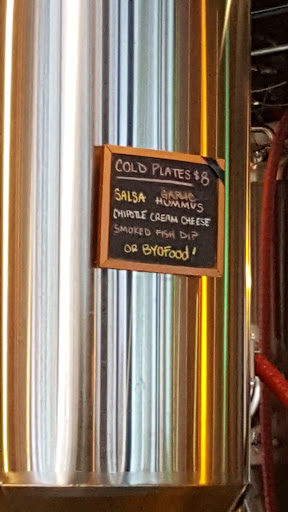 COLD PLATES $8
SALSA GARLIC HUMMUS
CHIPOTLE CREAM CHEESE
SMOKED FISH DIP
OR BYOFood!